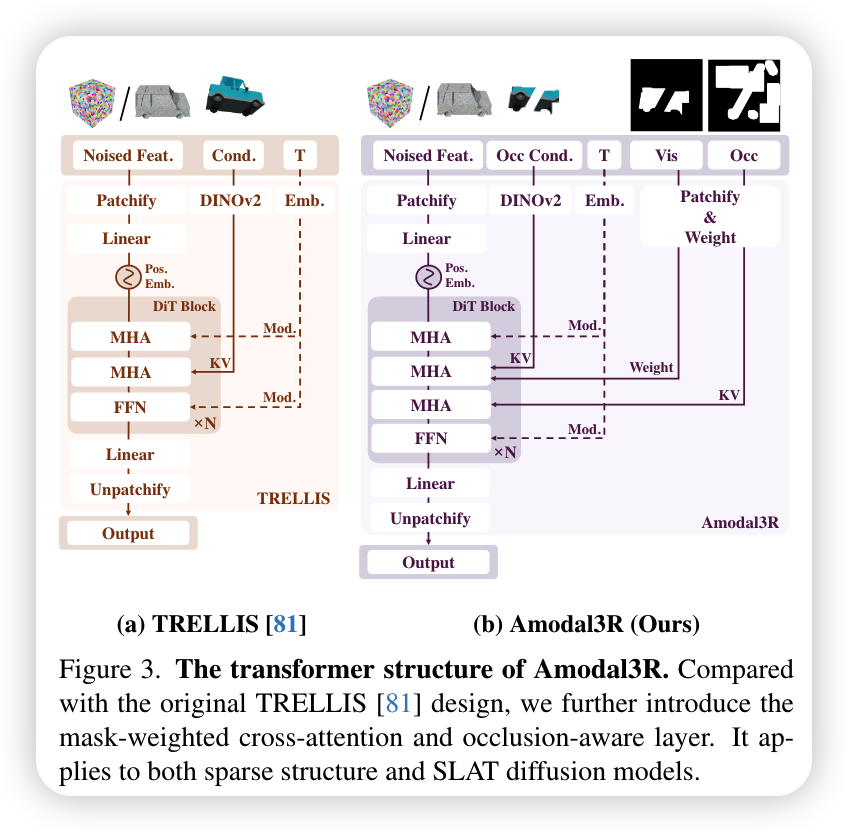 Noised Feat.
Cond.
T
Patchify
DINOv2
Emb.
Linear
Pos.
Emb.
DiT Block
MHA
Mod.
MHA
KV
FFN
Mod.
×N
Linear
Unpatchify
TRELLIS
Output
Noised Feat.
Occ Cond.
T
Vis
Occ
Patchify
DINOv2
Emb.
Patchify
&
Weight
Linear
Pos.
Emb.
DiT Block
MHA
Mod.
MHA
KV
Weight
MHA
KV
FFN
Mod.
×N
Linear
Unpatchify
Amodal3R
Output
(a) TRELLIS [81]
(b) Amodal3R (Ours)
Figure 3. The transformer structure of Amodal3R. Compared
with the original TRELLIS [81] design, we further introduce the
mask-weighted cross-attention and occlusion-aware layer. It ap-
plies to both sparse structure and SLAT diffusion models.